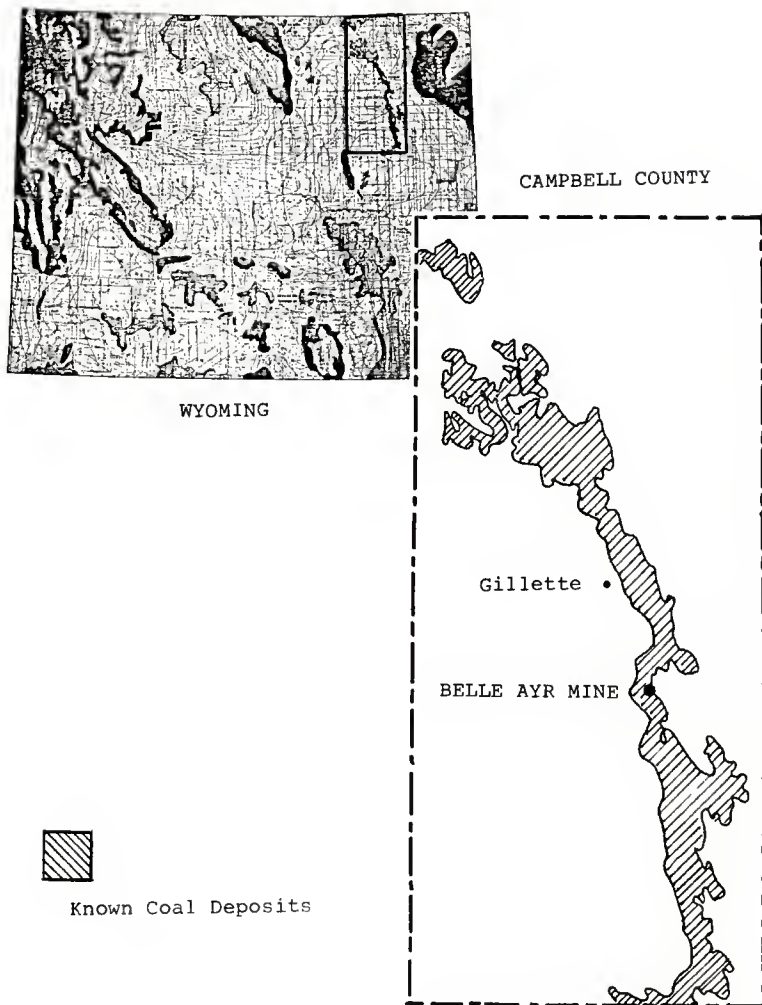 CAMPBELL COUNTY
WYOMING
Gillette
BELLE AYR MINE
Known Coal Deposits